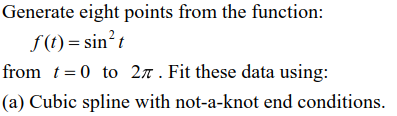 Generate eight points from the function:
f(t) = sin² t
from t = 0 to 2π . Fit these data using:
(a) Cubic spline with not-a-knot end conditions.